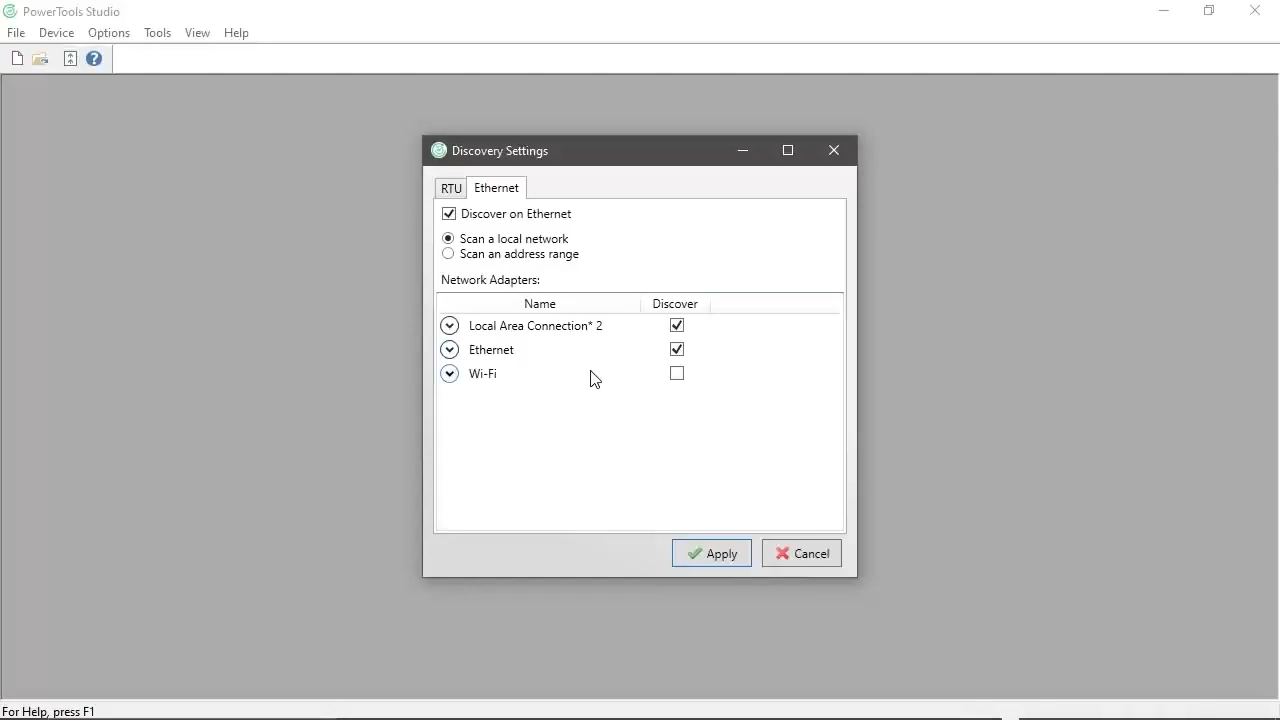 PowerTools Studio
File Device Options Tools View Help
Discovery Settings
RTU Ethernet
Discover on Ethernet
Scan a local network
Scan an address range
Network Adapters:
Name Discover
Local Area Connection* 2
Ethernet
Wi-Fi
Apply Cancel
For Help, press F1